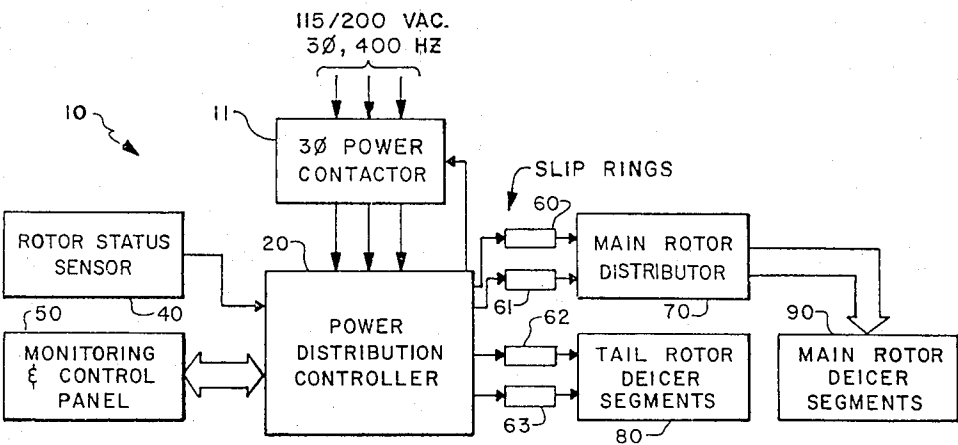 115/200 VAC.
3Ø, 400 HZ
10
11
3Ø POWER
CONTACTOR
SLIP RINGS
ROTOR STATUS
SENSOR
40
20
60
61
MAIN ROTOR
DISTRIBUTOR
70
50
MONITORING
& CONTROL
PANEL
POWER
DISTRIBUTION
CONTROLLER
62
63
TAIL ROTOR
DEICER
SEGMENTS
80
90
MAIN ROTOR
DEICER
SEGMENTS